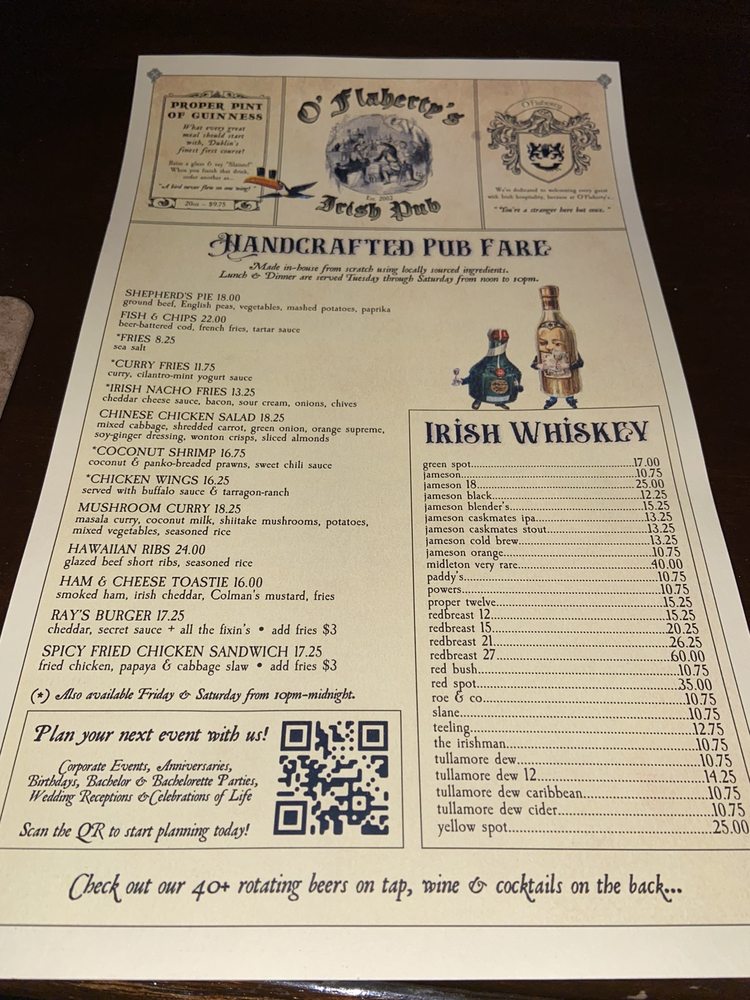 PROPER PINT
OF GUINNESS
What every great
meal should start
with, Dublin's
finest first course!
Raise a glass & say "Slainte!"
When you finish that drink,
order another as...
"A bird never flew on one wing!"
20oz - $9.75
O' Flaherty's
Est. 2003
Irish Pub
O'Flaherty
We're dedicated to welcoming every guest
with Irish hospitality, because at O'Flaherty's...
"You're a stranger here but once."
HANDCRAFTED PUB FARE
Made in-house from scratch using locally sourced ingredients.
Lunch & Dinner are served Tuesday through Saturday from noon to 10pm.
SHEPHERD'S PIE 18.00
ground beef, English peas, vegetables, mashed potatoes, paprika
FISH & CHIPS 22.00
beer-battered cod, french fries, tartar sauce
*FRIES 8.25
sea salt
*CURRY FRIES 11.75
curry, cilantro-mint yogurt sauce
*IRISH NACHO FRIES 13.25
cheddar cheese sauce, bacon, sour cream, onions, chives
CHINESE CHICKEN SALAD 18.25
mixed cabbage, shredded carrot, green onion, orange supreme,
soy-ginger dressing, wonton crisps, sliced almonds
*COCONUT SHRIMP 16.75
coconut & panko-breaded prawns, sweet chili sauce
*CHICKEN WINGS 16.25
served with buffalo sauce & tarragon-ranch
MUSHROOM CURRY 18.25
masala curry, coconut milk, shiitake mushrooms, potatoes,
mixed vegetables, seasoned rice
HAWAIIAN RIBS 24.00
glazed beef short ribs, seasoned rice
HAM & CHEESE TOASTIE 16.00
smoked ham, irish cheddar, Colman's mustard, fries
RAY'S BURGER 17.25
cheddar, secret sauce + all the fixin's • add fries $3
SPICY FRIED CHICKEN SANDWICH 17.25
fried chicken, papaya & cabbage slaw • add fries $3
(*) Also available Friday & Saturday from 10pm-midnight.
Plan your next event with us!
Corporate Events, Anniversaries,
Birthdays, Bachelor & Bachelorette Parties,
Wedding Receptions & Celebrations of Life
Scan the QR to start planning today!
IRISH WHISKEY
green spot...17.00
jameson...10.75
jameson 18...25.00
jameson black...12.25
jameson blender's...15.25
jameson caskmates ipa...13.25
jameson caskmates stout...13.25
jameson cold brew...13.25
jameson orange...10.75
midleton very rare...40.00
paddy's...10.75
powers...10.75
proper twelve...15.25
redbreast 12...15.25
redbreast 15...20.25
redbreast 21...26.25
redbreast 27...60.00
red bush...10.75
red spot...35.00
roe & co...10.75
slane...10.75
teeling...12.75
the irishman...10.75
tullamore dew...10.75
tullamore dew 12...14.25
tullamore dew caribbean...10.75
tullamore dew cider...10.75
yellow spot...25.00
Check out our 40+ rotating beers on tap, wine & cocktails on the back...